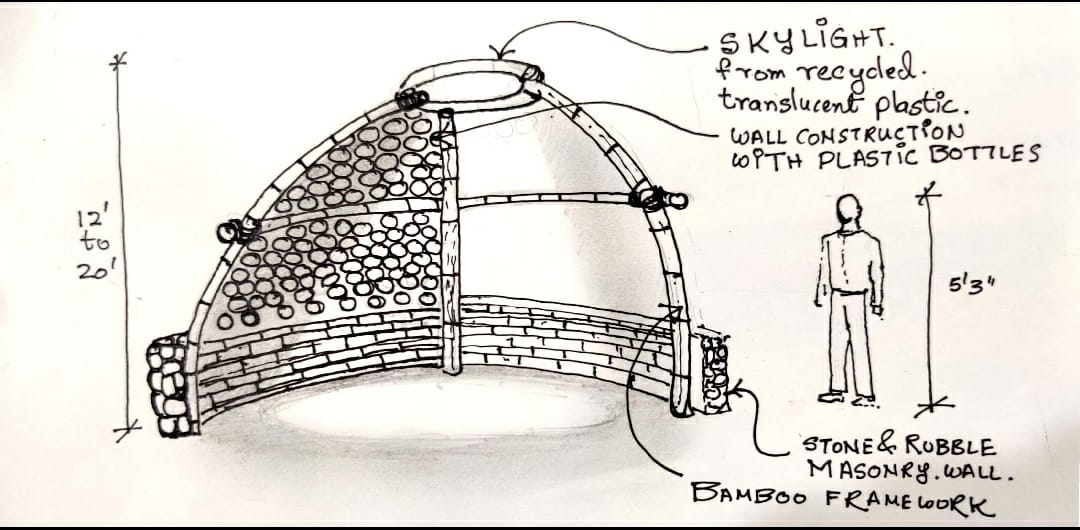 SKYLIGHT.
from recycled.
translucent plastic.
WALL CONSTRUCTION
WITH PLASTIC BOTTLES
12'
to
20'
5'3"
STONE & RUBBLE
MASONRY. WALL.
BAMBOO FRAMEWORK